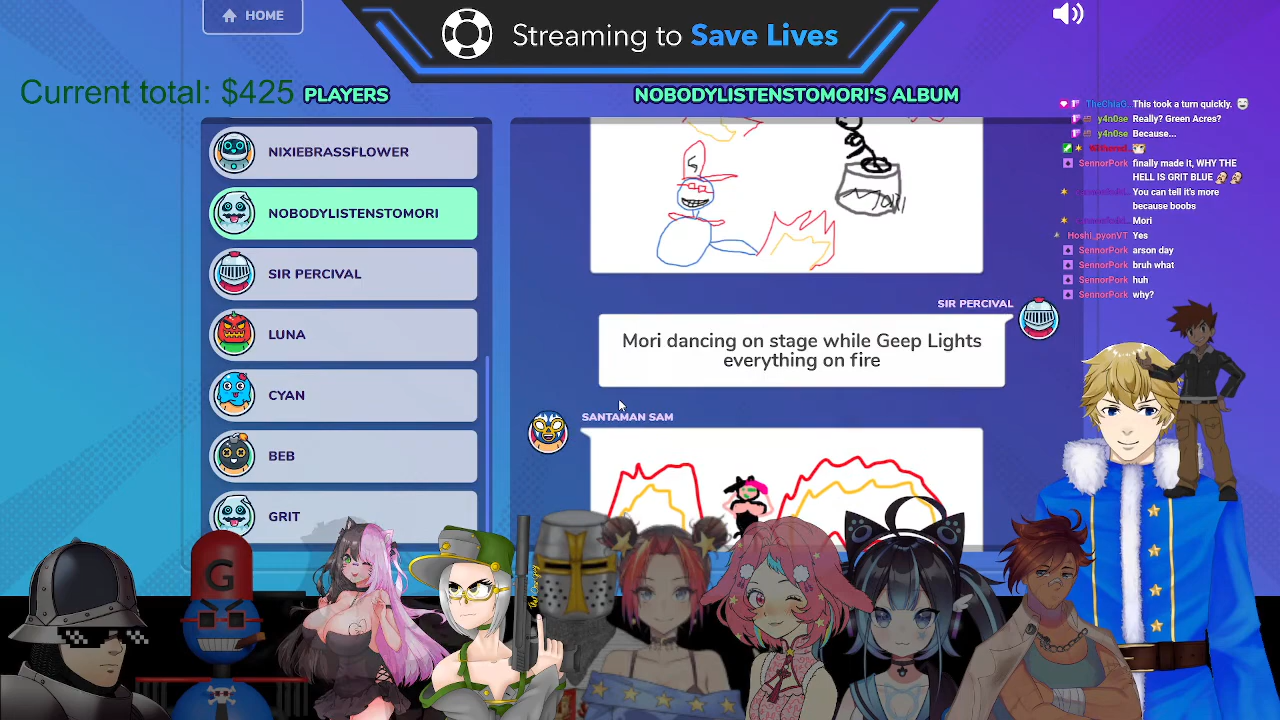 HOME
Streaming to Save Lives
Current total: $425
PLAYERS
NOBODYLISTENSTOMORI'S ALBUM
NIXIEBRASSFLOWER
NOBODYLISTENSTOMORI
SIR PERCIVAL
LUNA
CYAN
BEB
GRIT
Mori
SIR PERCIVAL
Mori dancing on stage while Geep Lights
everything on fire
SANTAMAN SAM
This took a turn quickly.
y4n0se Really? Green Acres?
y4n0se Because...
SennorPork finally made it, WHY THE
HELL IS GRIT BLUE
You can tell it's more
because boobs
Mori
Hoshi_pyonVT Yes
SennorPork arson day
SennorPork bruh what
SennorPork huh
SennorPork why?
G